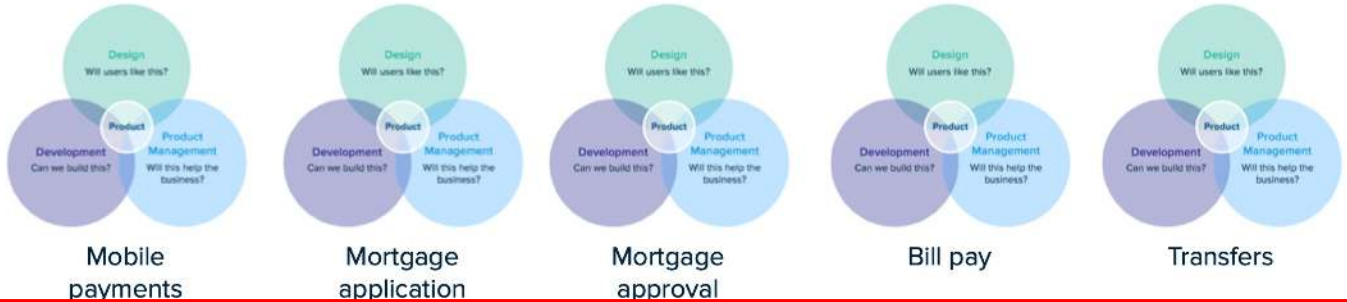 Design
Will users like this?
Product
Development
Can we build this?
Product
Management
Will this help the
business?
Mobile
payments
Design
Will users like this?
Product
Development
Can we build this?
Product
Management
Will this help the
business?
Mortgage
application
Design
Will users like this?
Product
Development
Can we build this?
Product
Management
Will this help the
business?
Mortgage
approval
Design
Will users like this?
Product
Development
Can we build this?
Product
Management
Will this help the
business?
Bill pay
Design
Will users like this?
Product
Development
Can we build this?
Product
Management
Will this help the
business?
Transfers